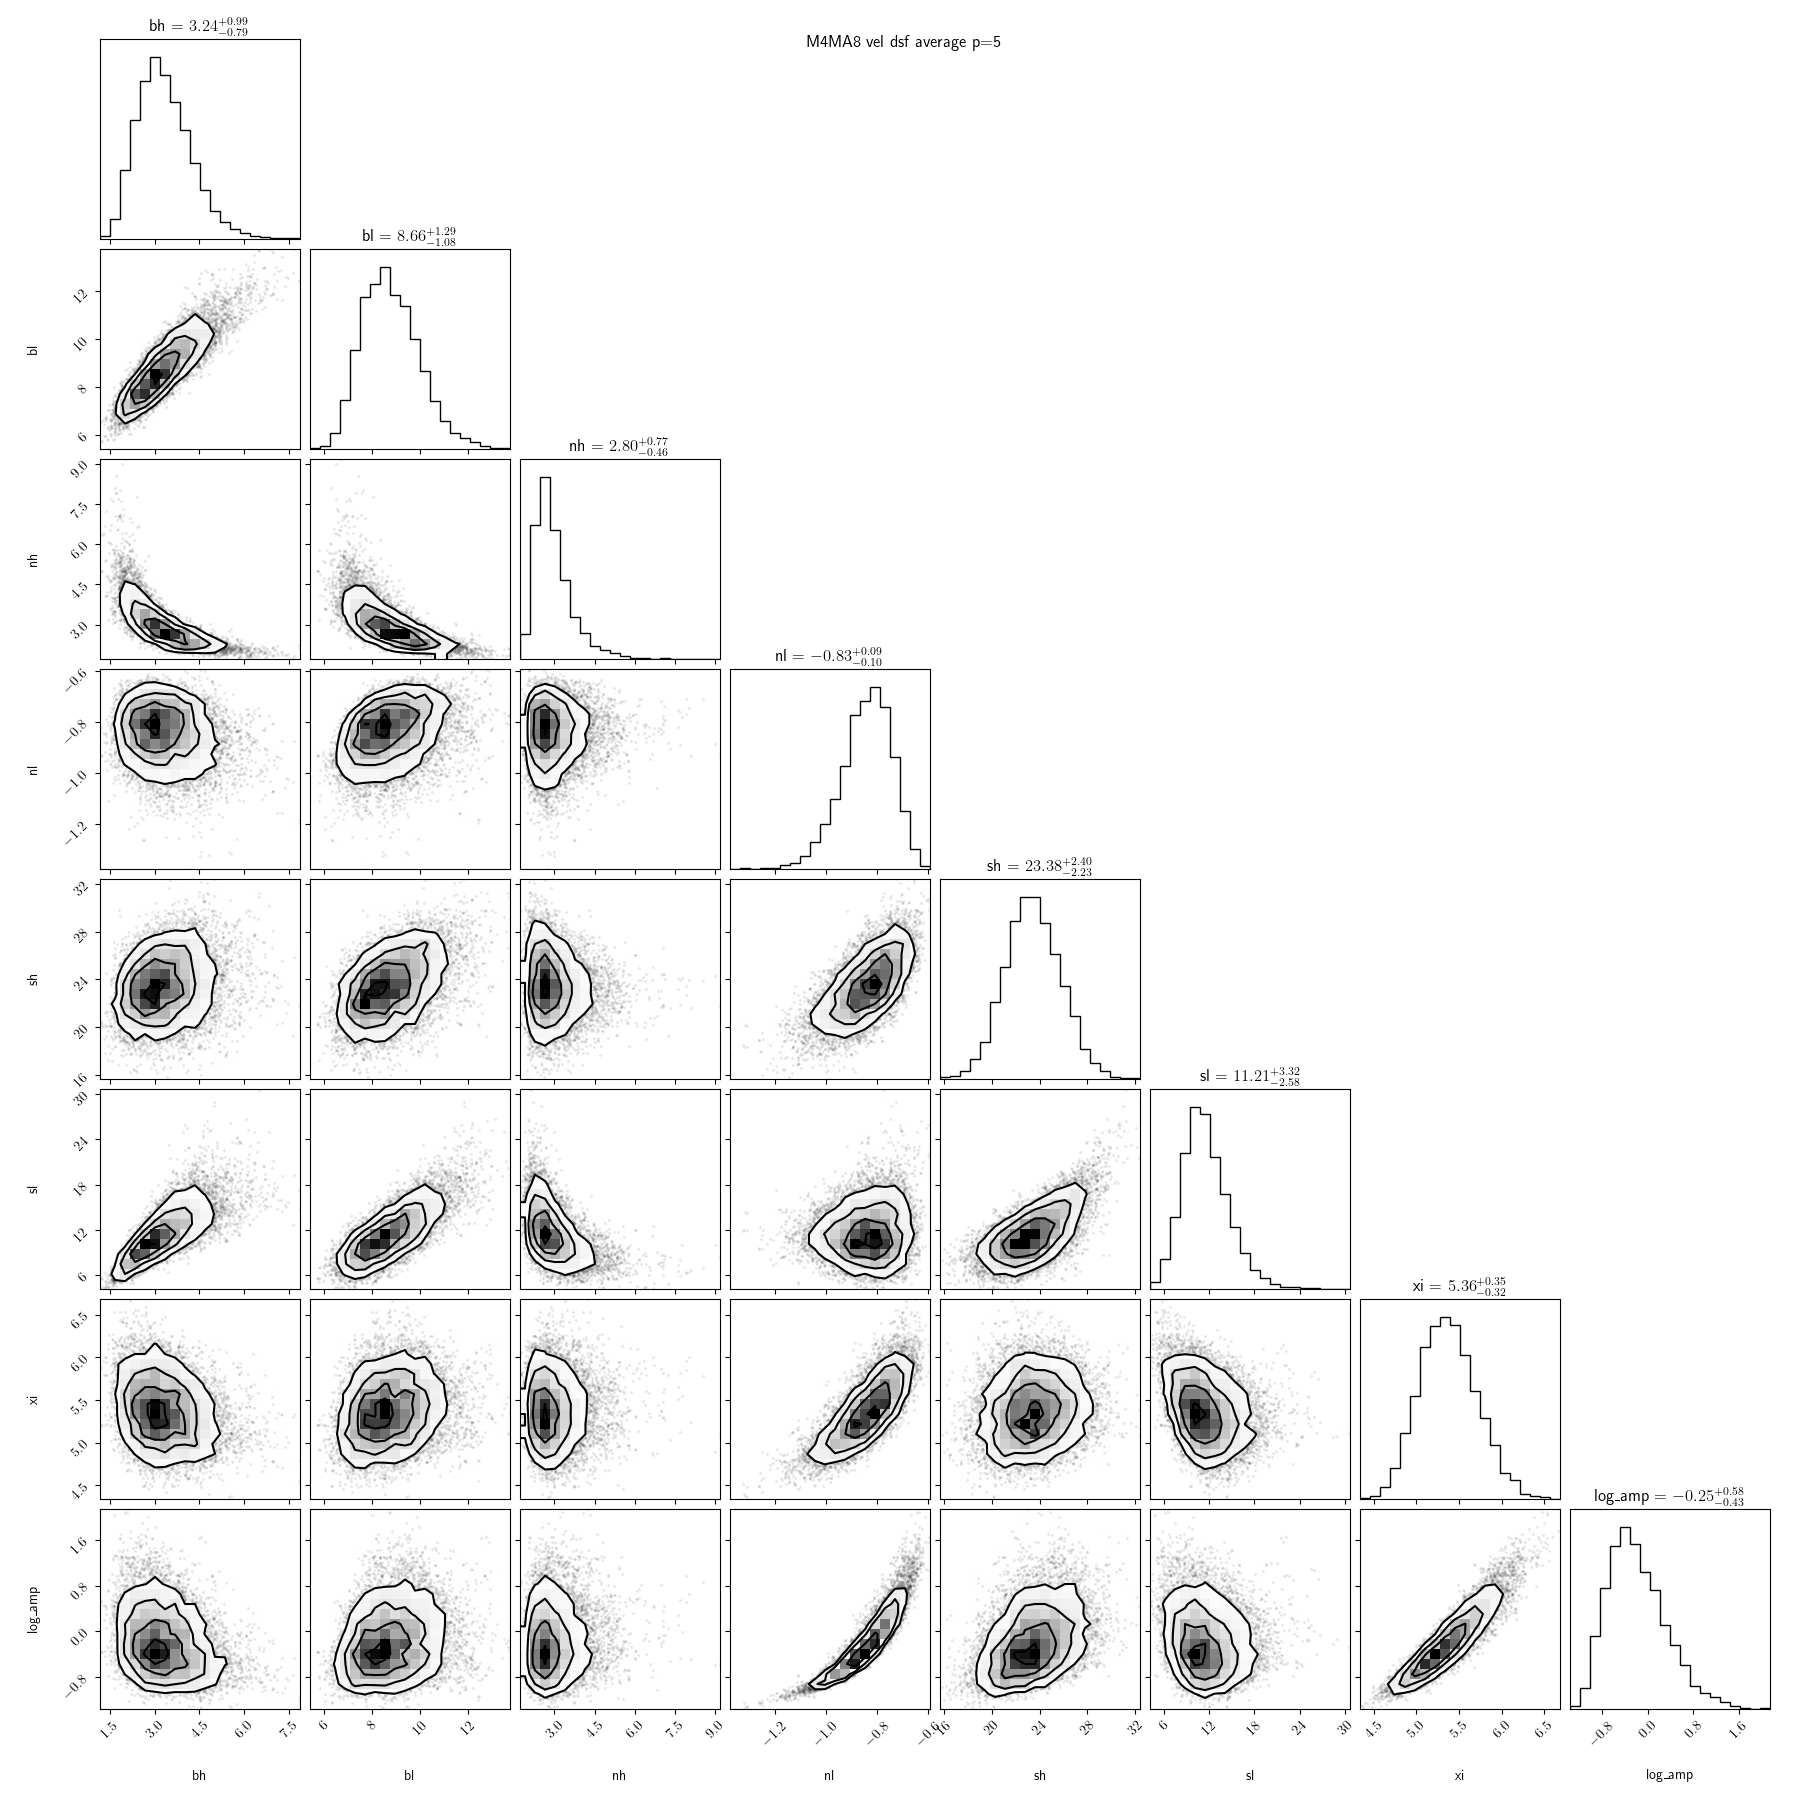 bh = 3.24+0.99 −0.79
M4MA8 vel dsf average p=5
bl = 8.66+1.29 −1.08
bl
12
10
8
6
nh = 2.80+0.77 −0.46
nh
9.0
7.5
6.0
4.5
3.0
nl = −0.83+0.09 −0.10
nl
−0.6
−0.8
−1.0
−1.2
sh = 23.38+2.40 −2.23
sh
32
28
24
20
16
sl = 11.21+3.32 −2.58
sl
30
24
18
12
6
xi = 5.36+0.35 −0.32
xi
6.5
6.0
5.5
5.0
4.5
log_amp = −0.25+0.58 −0.43
log_amp
1.6
0.8
0.0
−0.8
1.5 3.0 4.5 6.0 7.5 6 8 10 12 3.0 4.5 6.0 7.5 9.0 −1.2 −1.0 −0.8 −0.6 16 20 24 28 32 6 12 18 24 30 4.5 5.0 5.5 6.0 6.5 −0.8 0.0 0.8 1.6
bh bl nh nl sh sl xi log_amp